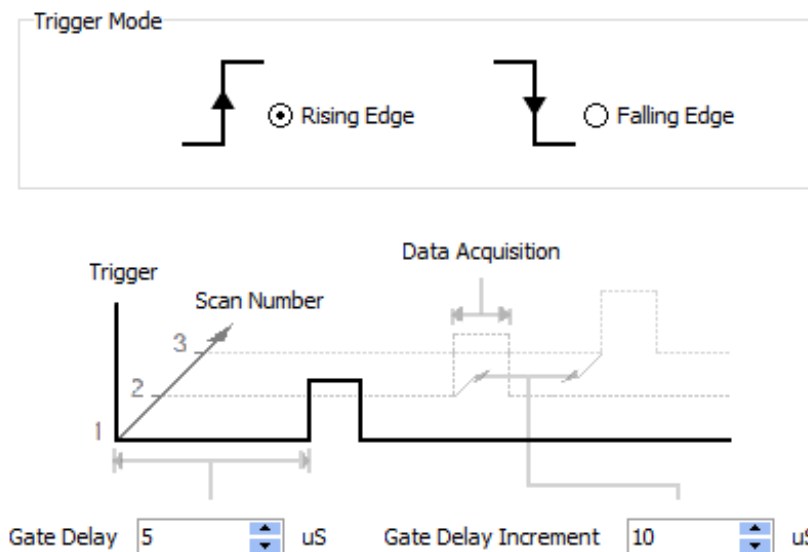 Trigger Mode
Rising Edge
Falling Edge
Data Acquisition
Trigger
Scan Number
3
2
1
Gate Delay 5 uS Gate Delay Increment 10 uS